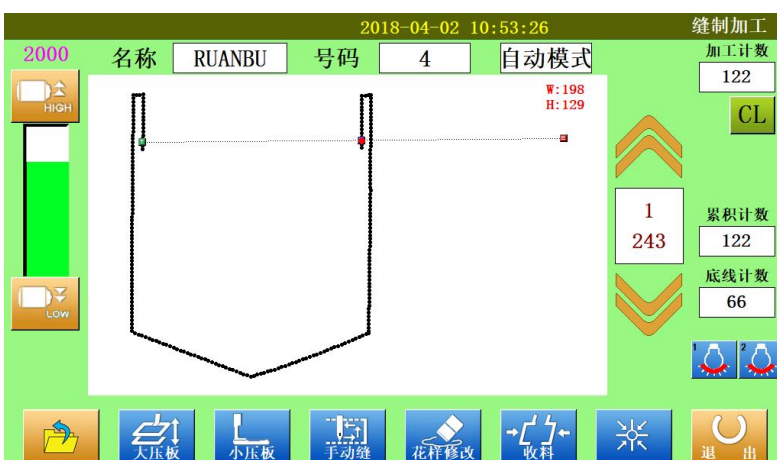 2018-04-02 10:53:26
缝制加工
2000
名称 RUANBU 号码 4 自动模式
加工计数
122
W:198
H:129
HIGH
CL
1
243
累积计数
122
底线计数
66
LOW
1 2
大压板 小压板 手动缝 花样修改 收料 退 出